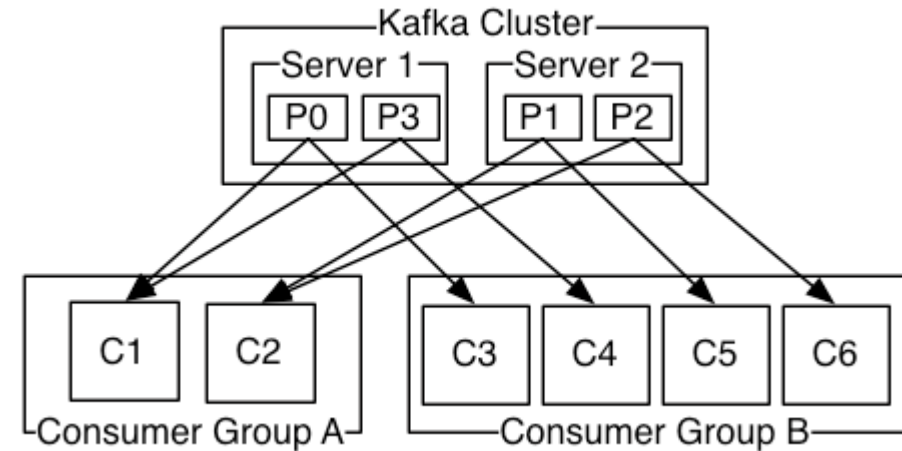 Kafka Cluster
Server 1 Server 2
P0 P3 P1 P2
C1 C2 C3 C4 C5 C6
Consumer Group A Consumer Group B